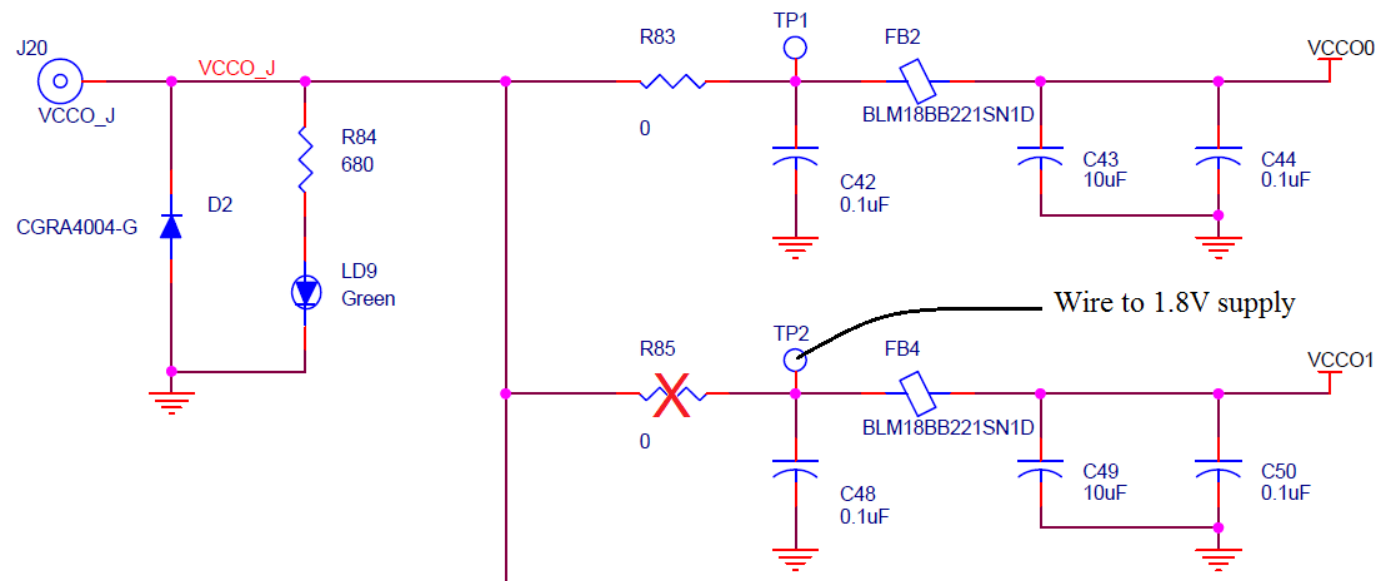 J20
VCCO_J
VCCO_J
R84
680
D2
CGRA4004-G
LD9
Green
R83
0
TP1
FB2
BLM18BB221SN1D
VCCO0
C42
0.1uF
C43
10uF
C44
0.1uF
Wire to 1.8V supply
R85
X
0
TP2
FB4
BLM18BB221SN1D
VCCO1
C48
0.1uF
C49
10uF
C50
0.1uF